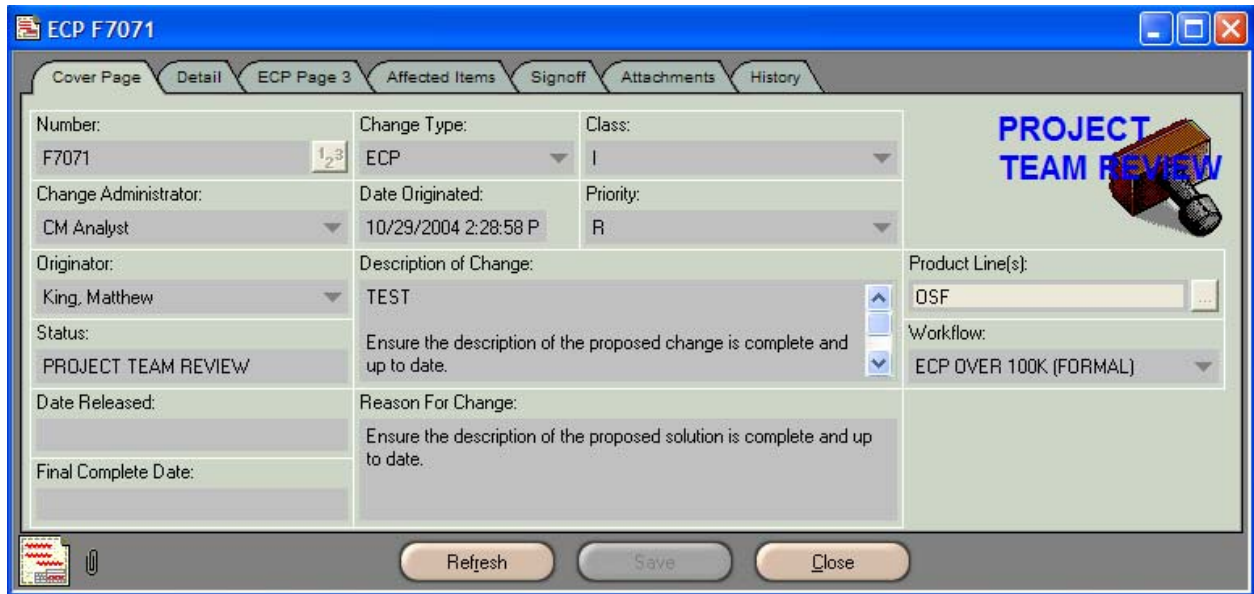 ECP F7071
Cover Page Detail ECP Page 3 Affected Items Signoff Attachments History
Number:
F7071
123
Change Type:
ECP
Class:
I
PROJECT
TEAM REVIEW
Change Administrator:
CM Analyst
Date Originated:
10/29/2004 2:28:58 P
Priority:
R
Originator:
King, Matthew
Description of Change:
TEST
Ensure the description of the proposed change is complete and
up to date.
Product Line(s):
OSF
...
Status:
PROJECT TEAM REVIEW
Workflow:
ECP OVER 100K (FORMAL)
Date Released:
Reason For Change:
Ensure the description of the proposed solution is complete and up
to date.
Final Complete Date:
Refresh Save Close